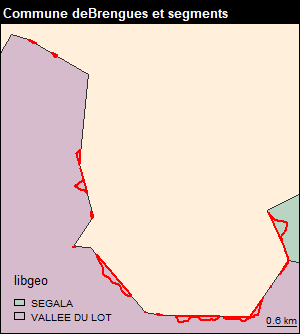 Commune deBrengues et segments
libgeo
SEGALA
VALLEE DU LOT
0.6 km